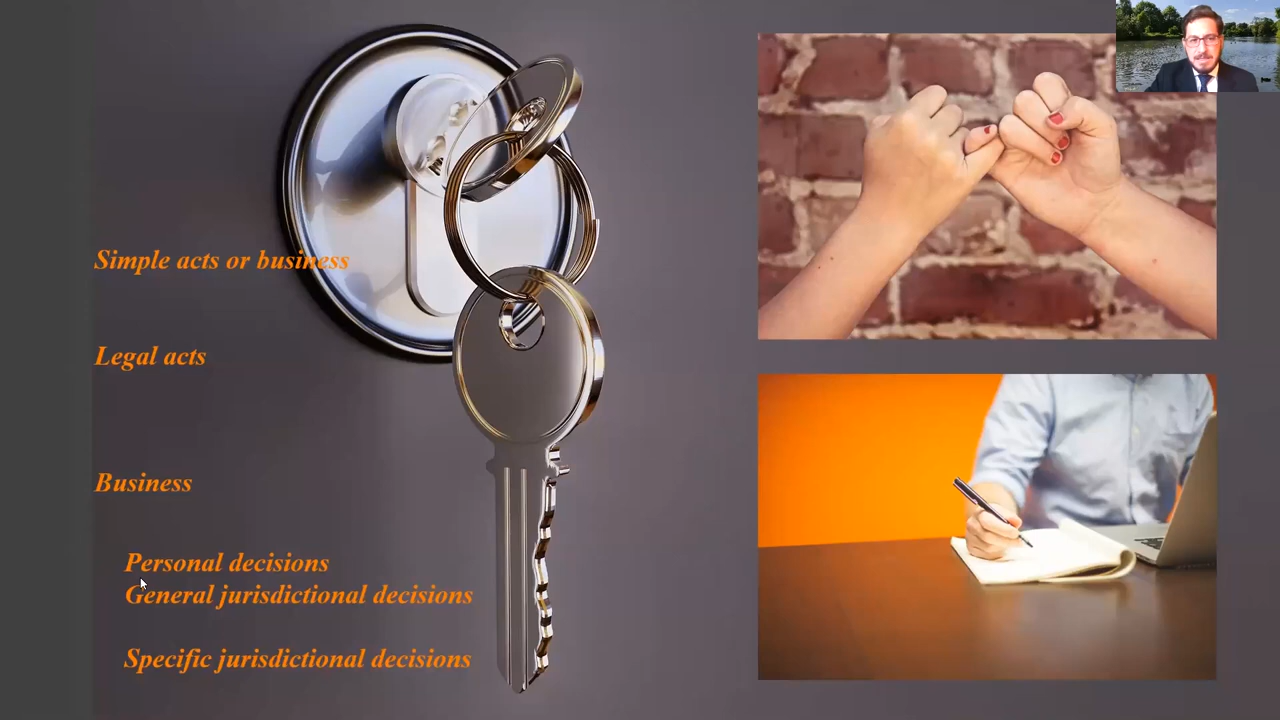 Simple acts or business
Legal acts
Business
Personal decisions
General jurisdictional decisions
Specific jurisdictional decisions